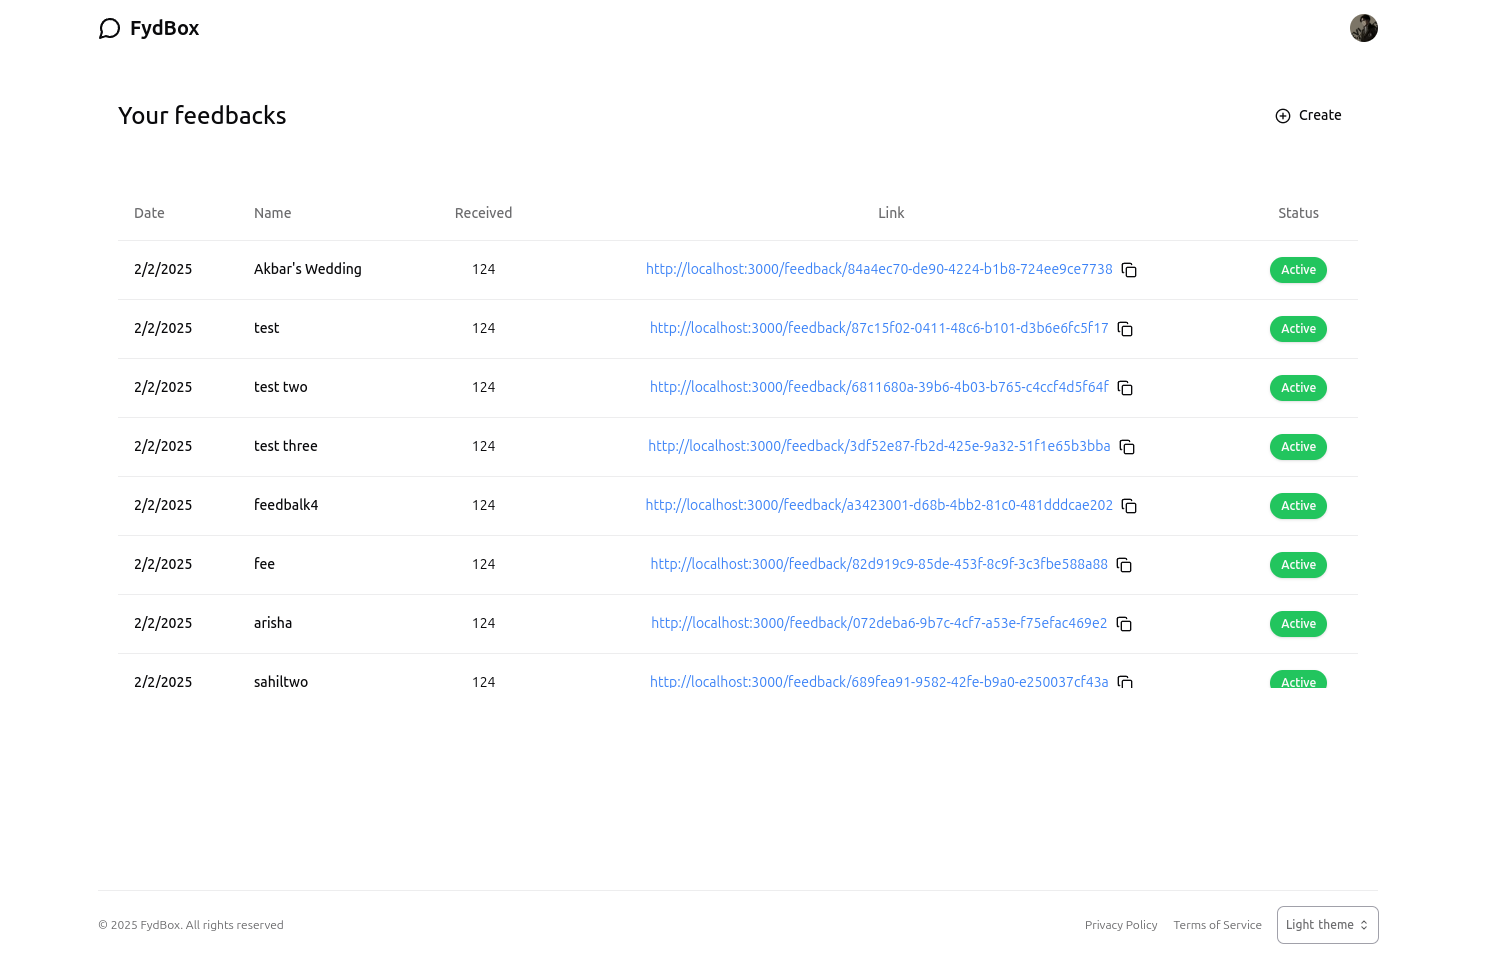 FydBox
Your feedbacks
Create
Date Name Received Link Status
2/2/2025 Akbar's Wedding 124 http://localhost:3000/feedback/84a4ec70-de90-4224-b1b8-724ee9ce7738 Active
2/2/2025 test 124 http://localhost:3000/feedback/87c15f02-0411-48c6-b101-d3b6e6fc5f17 Active
2/2/2025 test two 124 http://localhost:3000/feedback/6811680a-39b6-4b03-b765-c4ccf4d5f64f Active
2/2/2025 test three 124 http://localhost:3000/feedback/3df52e87-fb2d-425e-9a32-51f1e65b3bba Active
2/2/2025 feedbalk4 124 http://localhost:3000/feedback/a3423001-d68b-4bb2-81c0-481dddcae202 Active
2/2/2025 fee 124 http://localhost:3000/feedback/82d919c9-85de-453f-8c9f-3c3fbe588a88 Active
2/2/2025 arisha 124 http://localhost:3000/feedback/072deba6-9b7c-4cf7-a53e-f75efac469e2 Active
2/2/2025 sahiltwo 124 http://localhost:3000/feedback/689fea91-9582-42fe-b9a0-e250037cf43a Active
© 2025 FydBox. All rights reserved Privacy Policy Terms of Service Light theme